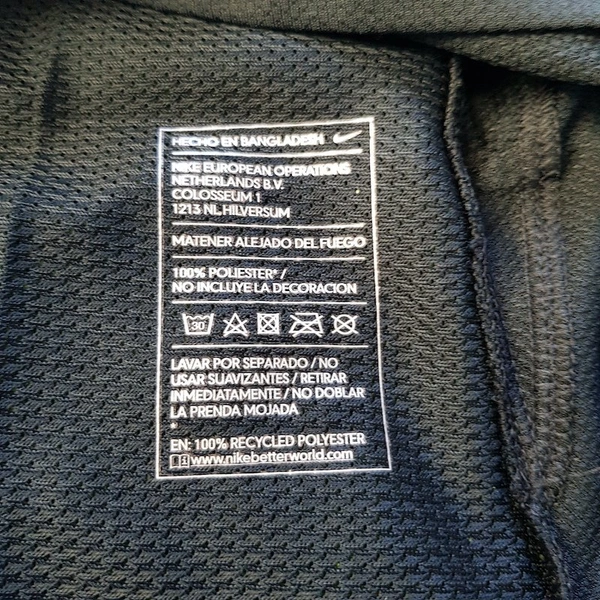 HECHO EN BANGLADESH
NIKE EUROPEAN OPERATIONS
NETHERLANDS B.V.
COLOSSEUM 1
1213 NL HILVERSUM
MATENER ALEJADO DEL FUEGO
100% POLIESTER* /
NO INCLUYE LA DECORACION
30
LAVAR POR SEPARADO / NO
USAR SUAVIZANTES / RETIRAR
INMEDIATAMENTE / NO DOBLAR
LA PRENDA MOJADA
*
EN: 100% RECYCLED POLYESTER
www.nikebetterworld.com